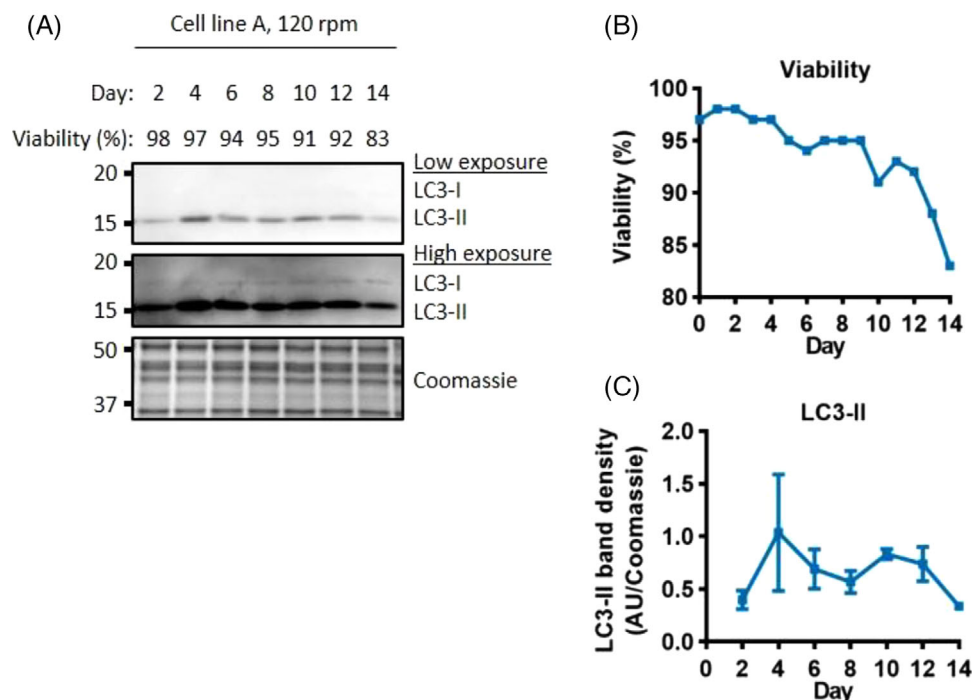 (A)
Cell line A, 120 rpm
Day: 2 4 6 8 10 12 14
Viability (%): 98 97 94 95 91 92 83
20
15
Low exposure
LC3-I
LC3-II
20
15
High exposure
LC3-I
LC3-II
50
37
Coomassie
(B)
Viability
Viability (%)
100
95
90
85
80
0 2 4 6 8 10 12 14
Day
(C)
LC3-II
LC3-II band density
(AU/Coomassie)
2.0
1.5
1.0
0.5
0.0
0 2 4 6 8 10 12 14
Day